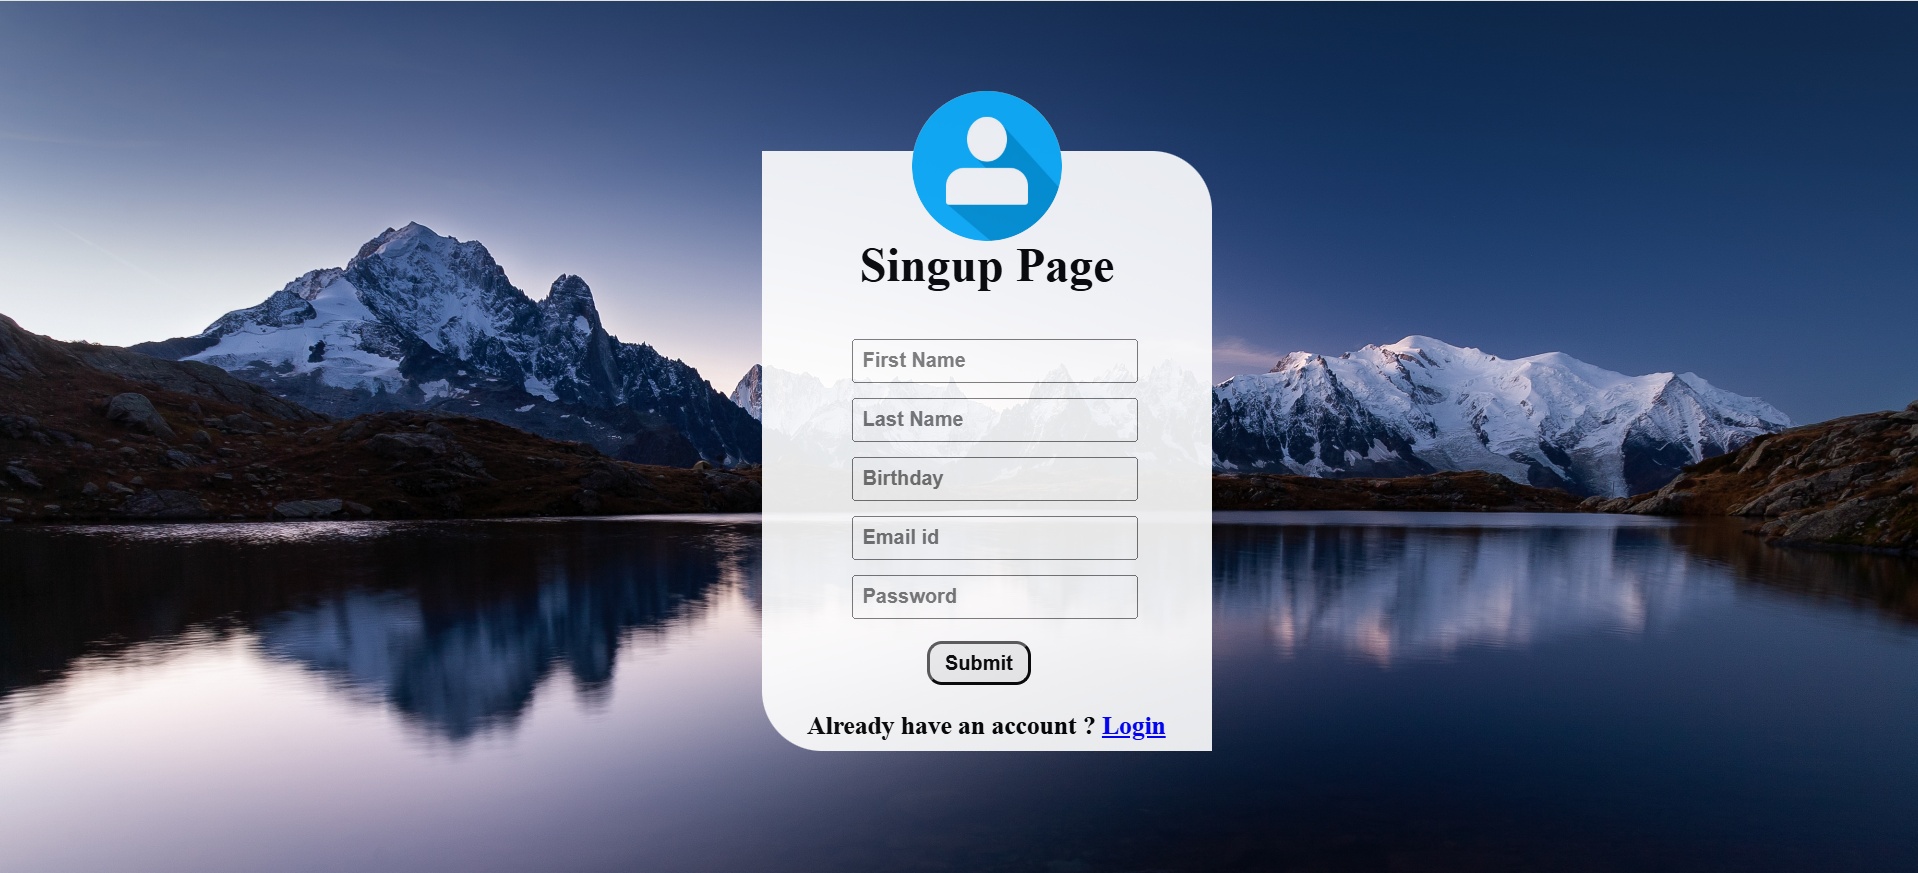 Singup Page
First Name
Last Name
Birthday
Email id
Password
Submit
Already have an account ? Login